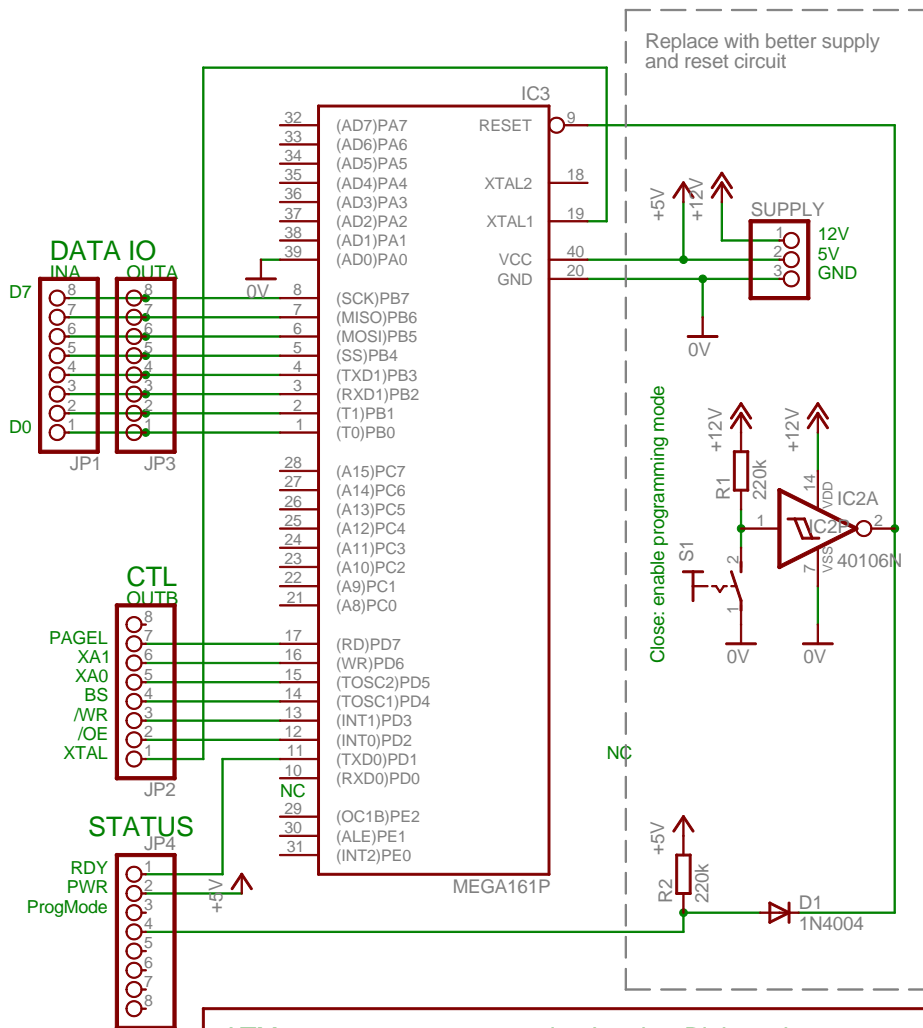 Replace with better supply
and reset circuit
IC3
32 (AD7)PA7
33 (AD6)PA6
34 (AD5)PA5
35 (AD4)PA4
36 (AD3)PA3
37 (AD2)PA2
38 (AD1)PA1
39 (AD0)PA0
0V
8 (SCK)PB7
7 (MISO)PB6
6 (MOSI)PB5
5 (SS)PB4
4 (TXD1)PB3
3 (RXD1)PB2
2 (T1)PB1
1 (T0)PB0
28 (A15)PC7
27 (A14)PC6
26 (A13)PC5
25 (A12)PC4
24 (A11)PC3
23 (A10)PC2
22 (A9)PC1
21 (A8)PC0
17 (RD)PD7
16 (WR)PD6
15 (TOSC2)PD5
14 (TOSC1)PD4
13 (INT1)PD3
12 (INT0)PD2
11 (TXD0)PD1
10 (RXD0)PD0
NC
29 (OC1B)PE2
30 (ALE)PE1
31 (INT2)PE0
MEGA161P
RESET 9
XTAL2 18
XTAL1 19
VCC 40
GND 20
DATA IO
INA
OUTA
D7
8 8
7 7
6 6
5 5
4 4
3 3
2 2
D0
1 1
JP1
JP3
CTL
OUTB
8
PAGEL 7
XA1 6
XA0 5
BS 4
/WR 3
/OE 2
XTAL 1
JP2
STATUS
JP4
RDY 1
PWR 2
ProgMode 3
4
5
6
7
8
+5V
+5V
+12V
SUPPLY
1 12V
2 5V
3 GND
0V
Close: enable programming mode
+12V
+12V
R1
220k
14
VDD
IC2A
IC2P
1
2
40106N
7
VSS
S1
2
1
0V
0V
NC
+5V
R2
220k
D1
1N4004